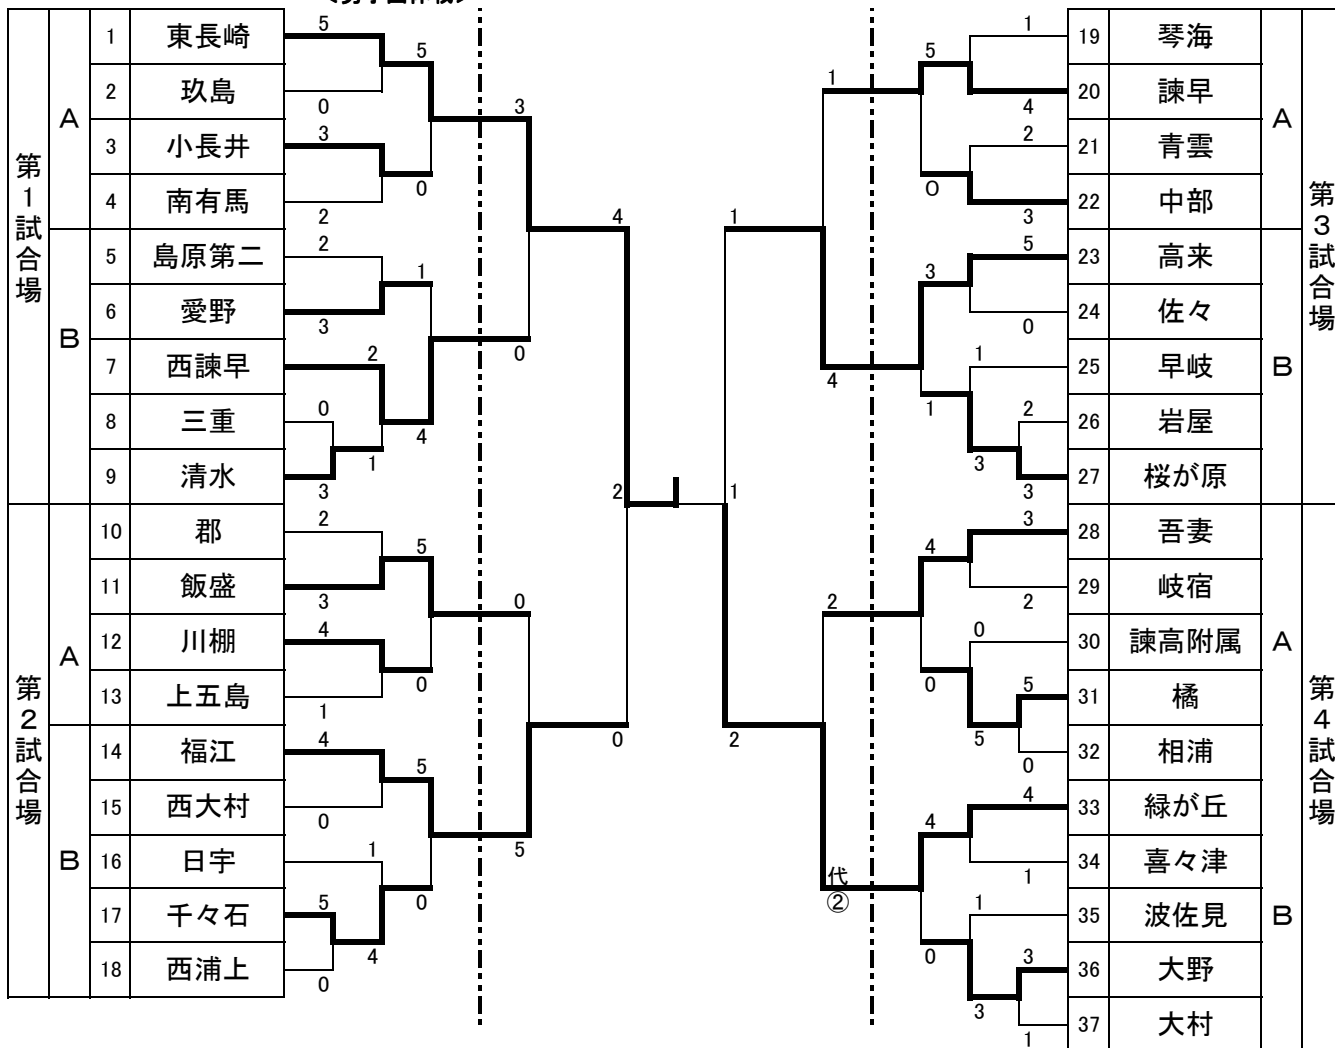 第1試合場
A
1 東長崎 5
2 玖島 0
3 小長井 3
4 南有馬 2
B
5 島原第二 2
6 愛野 3
7 西諫早 2
8 三重 0
9 清水 3
1
5
0
1
4
3
0
4
第2試合場
A
10 郡 2
11 飯盛 3
12 川棚 4
13 上五島 1
B
14 福江 4
15 西大村 0
16 日宇 1
17 千々石 5
18 西浦上 0
4
5
0
5
0
0
5
0
2
1
第3試合場
A
1 19 琴海
4 20 諫早
2 21 青雲
3 22 中部
B
5 23 高来
0 24 佐々
1 25 早岐
2 26 岩屋
3 27 桜が原
3
5
0
3
1
1
4
1
第4試合場
A
3 28 吾妻
2 29 岐宿
0 30 諫高附属
5 31 橘
0 32 相浦
5
B
4 33 緑が丘
1 34 喜々津
1 35 波佐見
3 36 大野
1 37 大村
3
4
0
4
0
2
代
②
2